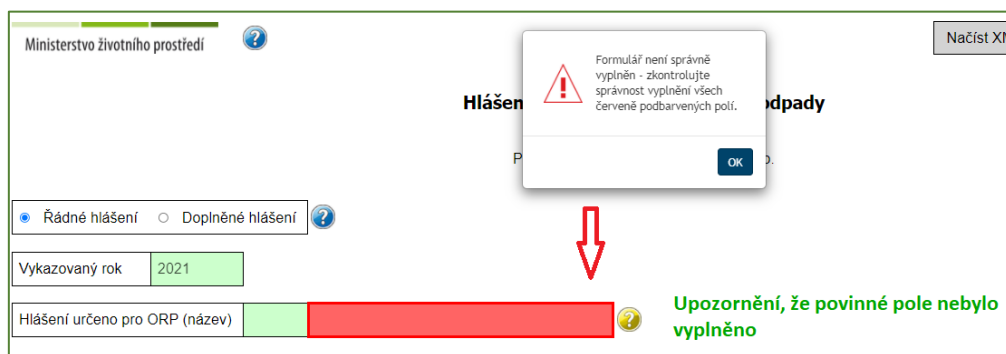 Ministerstvo životního prostředí
Načíst
Formulář není správně
vyplněn - zkontrolujte
správnost vyplnění všech
červeně podbarvených polí.
Hlášen
odpady
P
OK
Řádné hlášení
Doplněné hlášení
Vykazovaný rok
2021
Hlášení určeno pro ORP (název)
Upozornění, že povinné pole nebylo
vyplněno